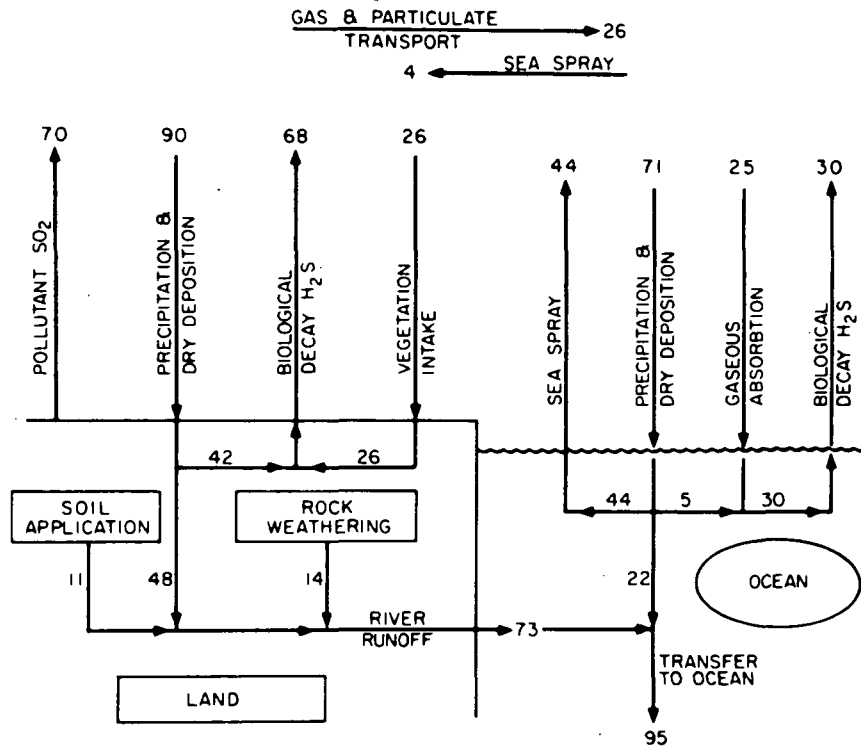 GAS & PARTICULATE
TRANSPORT
26
4
SEA SPRAY
70
90
68
26
44
71
25
30
POLLUTANT SO2
PRECIPITATION &
DRY DEPOSITION
BIOLOGICAL
DECAY H2S
VEGETATION
INTAKE
SEA SPRAY
PRECIPITATION &
DRY DEPOSITION
GASEOUS
ABSORBTION
BIOLOGICAL
DECAY H2S
42
26
SOIL
APPLICATION
ROCK
WEATHERING
44
5
30
11
48
14
22
OCEAN
RIVER
RUNOFF
73
TRANSFER
TO OCEAN
LAND
95